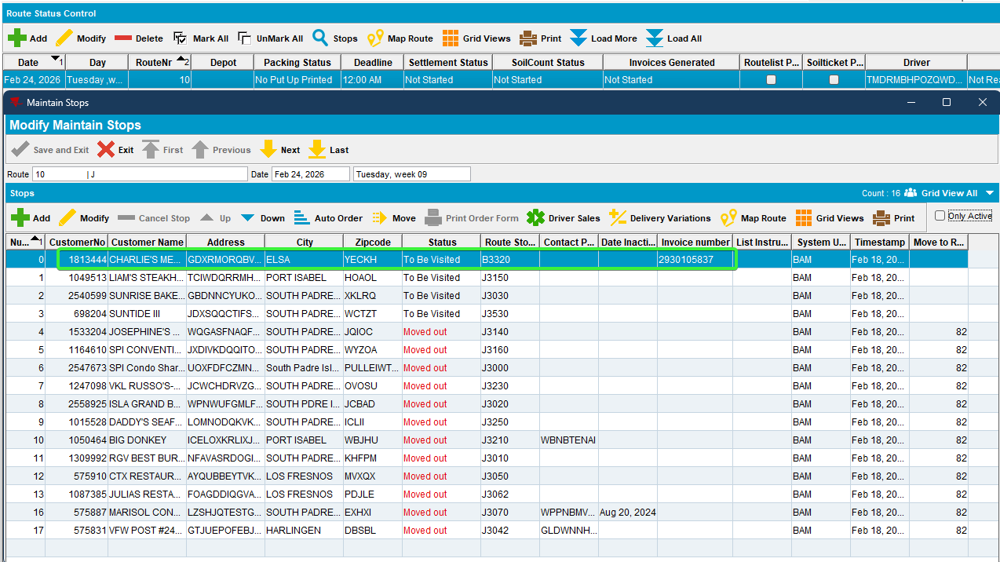 Route Status Control
Add Modify Delete Mark All UnMark All Stops Map Route Grid Views Print Load More Load All
Date 1 Day RouteNr 2 Depot Packing Status Deadline Settlement Status SoilCount Status Invoices Generated Routelist P... Soilticket P... Driver
Feb 24, 2026 Tuesday ,w... 10 No Put Up Printed 12:00 AM Not Started Not Started Not Started TMDRMBHPOZQWD... Not Rea
Maintain Stops
Modify Maintain Stops
Save and Exit Exit First Previous Next Last
Route 10 | J Date Feb 24, 2026 Tuesday, week 09
Stops Count : 16 Grid View All
Add Modify Cancel Stop Up Down Auto Order Move Print Order Form Driver Sales Delivery Variations Map Route Grid Views Print Only Active
Nu... 1 CustomerNo Customer Name Address City Zipcode Status Route Sto... Contact P... Date Inacti... Invoice number List Instru... System U... Timestamp Move to R...
0 1813444 CHARLIE'S ME... GDXRMORQBV... ELSA YECKH To Be Visited B3320 2930105837 BAM Feb 18, 20...
1 1049513 LIAM'S STEAKH... TCIWDQRRMH... PORT ISABEL HOAOL To Be Visited J3150 BAM Feb 18, 20...
2 2540599 SUNRISE BAKE... GBDNNCYUKO... SOUTH PADRE... XKLRQ To Be Visited J3030 BAM Feb 18, 20...
3 698204 SUNTIDE III JDXSQQCTIFS... SOUTH PADRE... WCTZT To Be Visited J3530 BAM Feb 18, 20...
4 1533204 JOSEPHINE'S ... WQGASFNAQF... SOUTH PADRE... JQIOC Moved out J3140 BAM Feb 18, 20... 82
5 1164610 SPI CONVENTI... JXDIVKDQQITO... SOUTH PADRE... WYZOA Moved out J3160 BAM Feb 18, 20... 82
6 2547673 SPI Condo Shar... UOXFDFCZMN... South Padre Isl... PULLEIWT... Moved out J3000 BAM Feb 18, 20... 82
7 1247098 VKL RUSSO'S-... JCWCHDRVZG... SOUTH PADRE... OVOSU Moved out J3230 BAM Feb 18, 20... 82
8 2558925 ISLA GRAND B... WPNWUFGMLF... SOUTH PDRE I... JCBAD Moved out J3020 BAM Feb 18, 20... 82
9 1015528 DADDY'S SEAF... LOMNODQKVK... SOUTH PADRE... ICLII Moved out J3250 BAM Feb 18, 20... 82
10 1050464 BIG DONKEY ICELOXKRLIXJ... PORT ISABEL WBJHU Moved out J3210 WBNBTENAI BAM Feb 18, 20... 82
11 1309992 RGV BEST BUR... NFAVASRDOGI... SOUTH PADRE... KHFPM Moved out J3010 BAM Feb 18, 20... 82
12 575910 CTX RESTAUR... AYQUBBEYTVK... LOS FRESNOS MVXQX Moved out J3050 BAM Feb 18, 20... 82
13 1087385 JULIAS RESTA... FOAGDDIQGVA... LOS FRESNOS PDJLE Moved out J3062 BAM Feb 18, 20... 82
16 575887 MARISOL CON... LZSHJQTESTG... SOUTH PADRE... EXHXI Moved out J3070 WPPNBMV... Aug 20, 2024 BAM Feb 18, 20... 82
17 575831 VFW POST #24... GTJUEPOFEBJ... HARLINGEN DBSBL Moved out J3042 GLDWNNH... BAM Feb 18, 20... 82